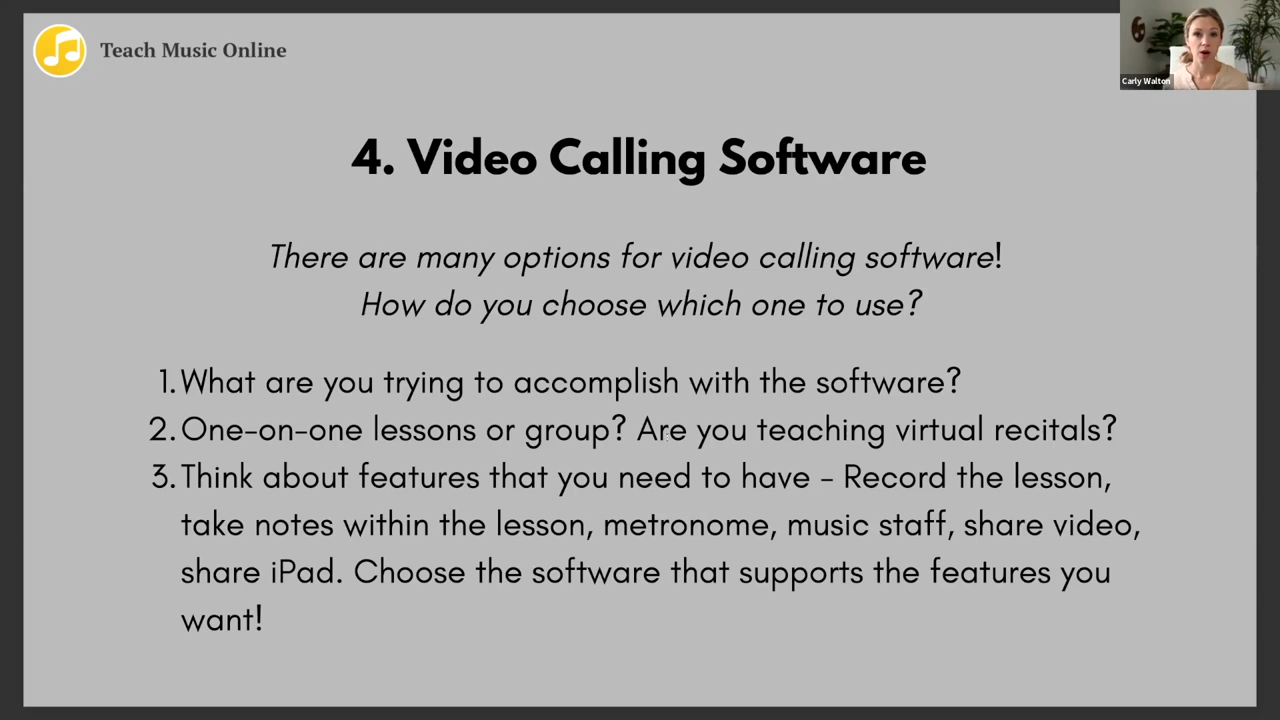 Teach Music Online
Carly Walton
4. Video Calling Software
There are many options for video calling software!
How do you choose which one to use?
1. What are you trying to accomplish with the software?
2. One-on-one lessons or group? Are you teaching virtual recitals?
3. Think about features that you need to have - Record the lesson,
take notes within the lesson, metronome, music staff, share video,
share iPad. Choose the software that supports the features you
want!